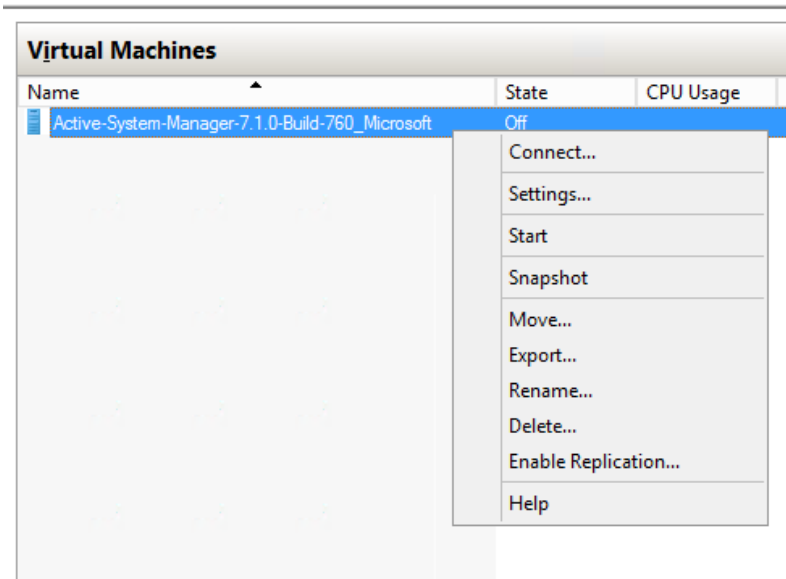 Virtual Machines
Name State CPU Usage
Active-System-Manager-7.1.0-Build-760_Microsoft Off
Connect...
Settings...
Start
Snapshot
Move...
Export...
Rename...
Delete...
Enable Replication...
Help